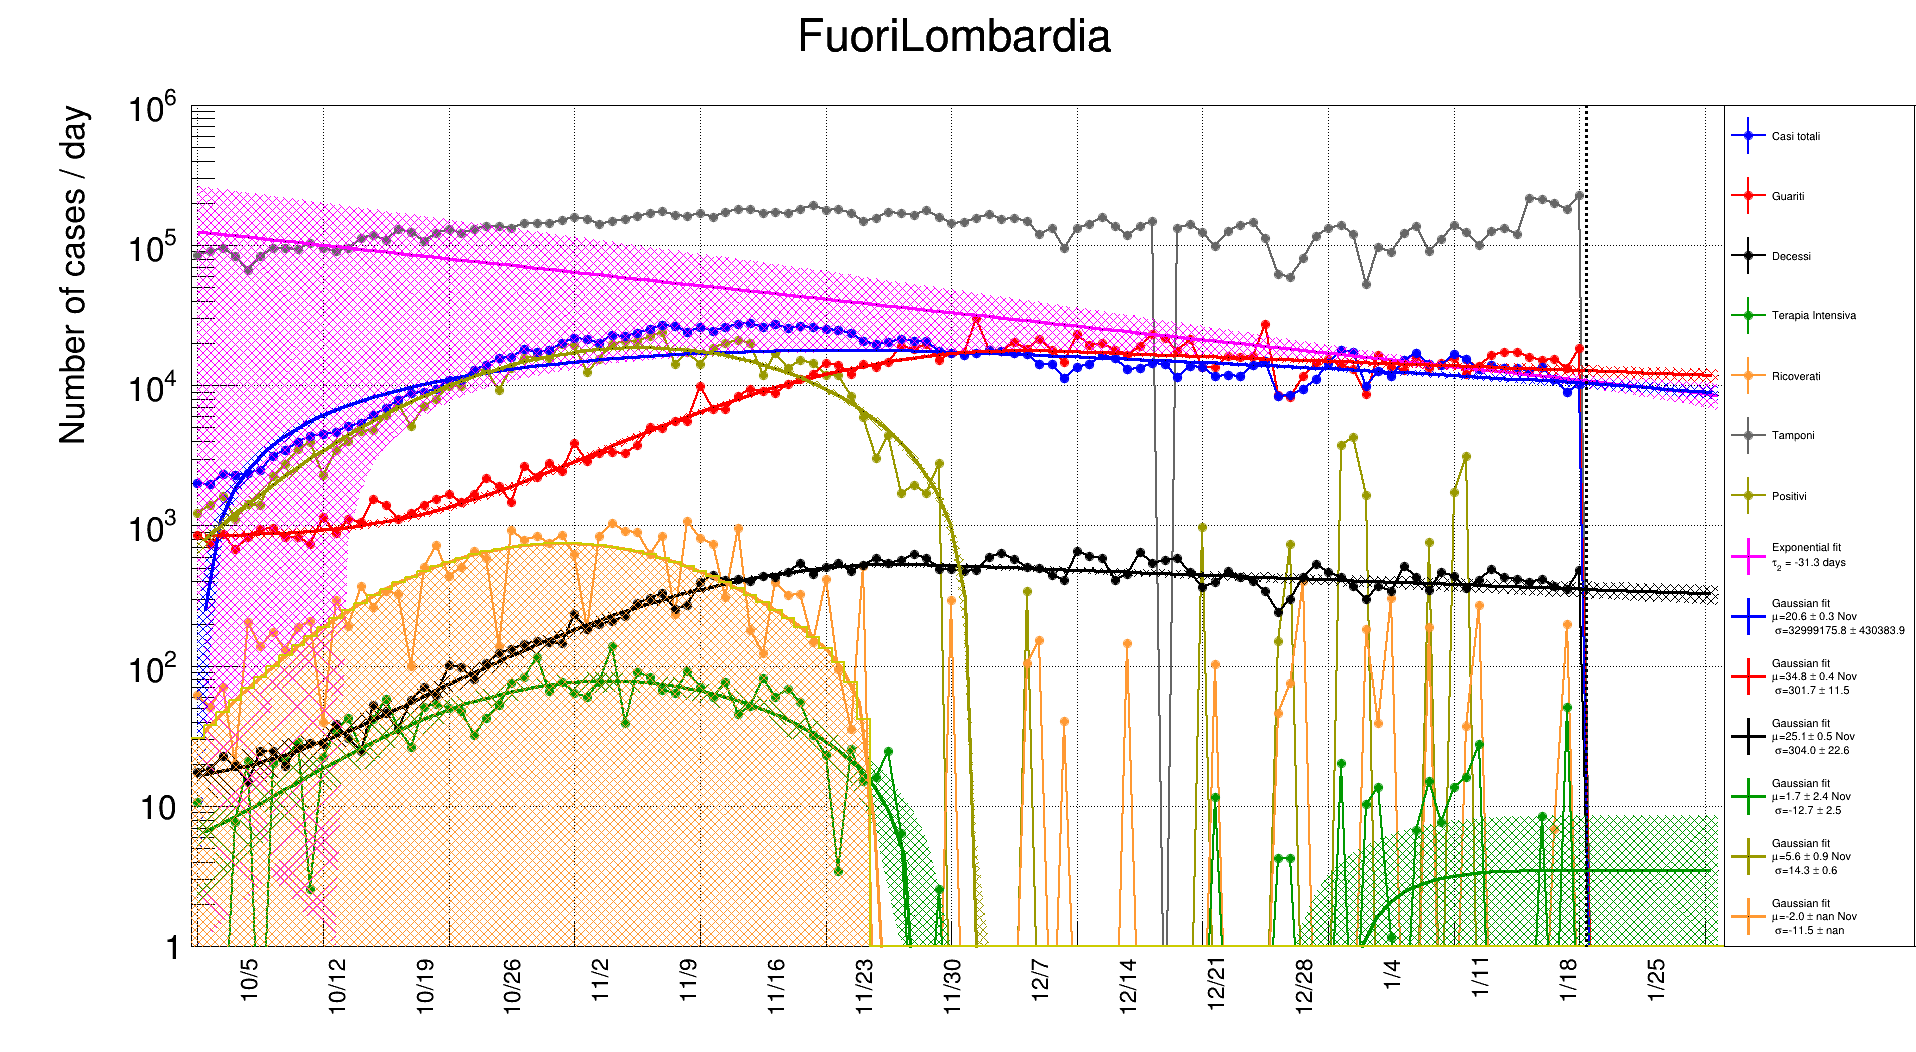 FuoriLombardia
Number of cases / day
10^6
10^5
10^4
10^3
10^2
10
1
10/5 10/12 10/19 10/26 11/2 11/9 11/16 11/23 11/30 12/7 12/14 12/21 12/28 1/4 1/11 1/18 1/25
Casi totali
Guariti
Decessi
Terapia Intensiva
Ricoverati
Tamponi
Positivi
Exponential fit
τ₂ = -31.3 days
Gaussian fit
μ=20.6 ± 0.3 Nov
σ=32999175.8 ± 430383.9
Gaussian fit
μ=34.8 ± 0.4 Nov
σ=301.7 ± 11.5
Gaussian fit
μ=25.1 ± 0.5 Nov
σ=304.0 ± 22.6
Gaussian fit
μ=1.7 ± 2.4 Nov
σ=-12.7 ± 2.5
Gaussian fit
μ=5.6 ± 0.9 Nov
σ=14.3 ± 0.6
Gaussian fit
μ=-2.0 ± nan Nov
σ=-11.5 ± nan